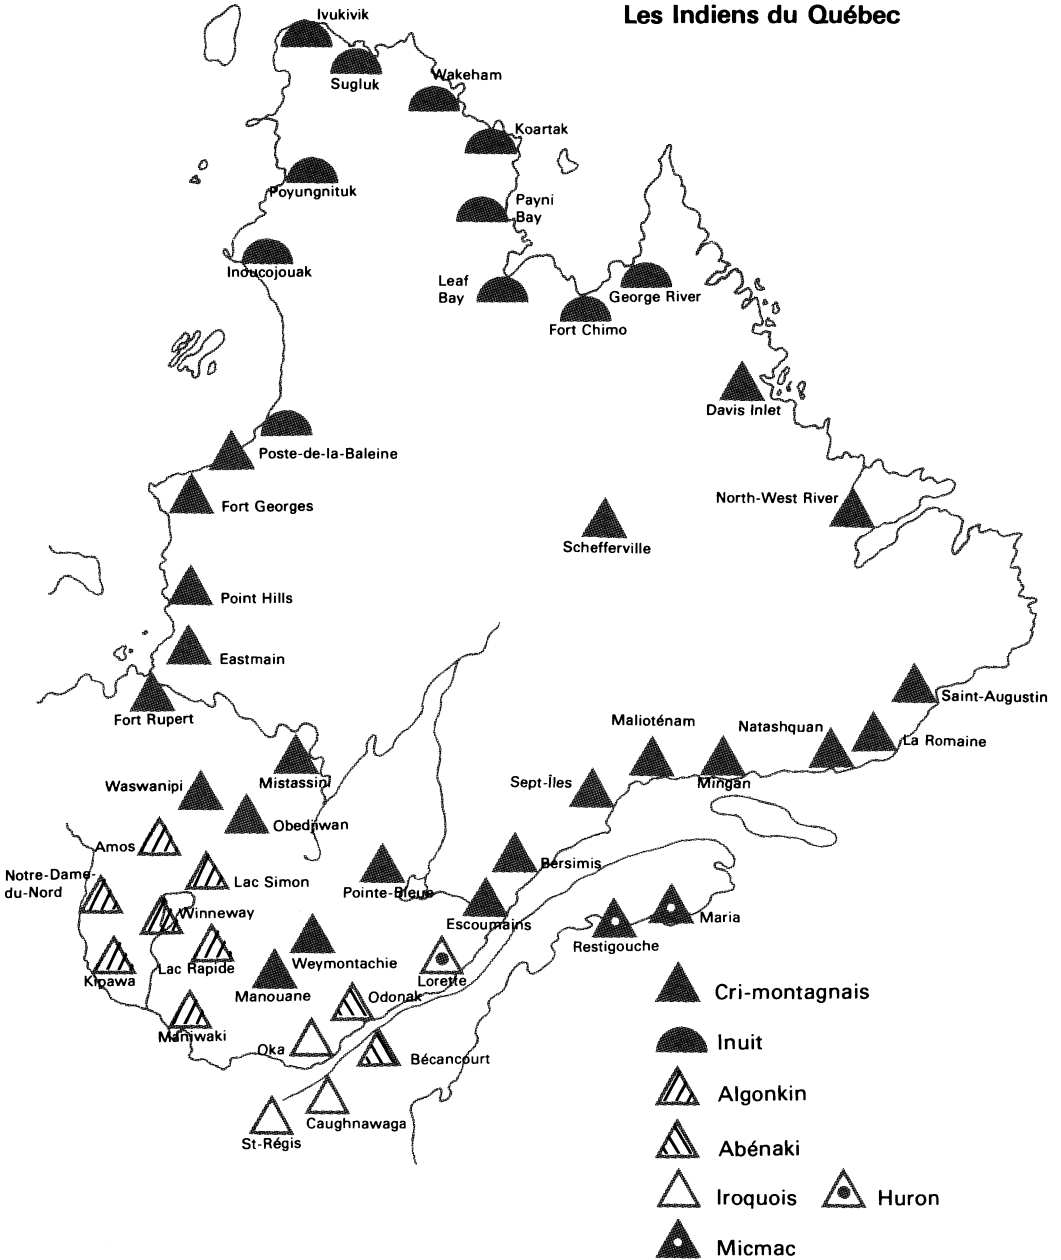 Les Indiens du Québec
Ivukivik
Sugluk
Wakeham
Koartak
Poyungnituk
Payni
Bay
Inoucojouak
Leaf
Bay
George River
Fort Chimo
Davis Inlet
Poste-de-la-Baleine
Fort Georges
North-West River
Schefferville
Point Hills
Eastmain
Fort Rupert
Saint-Augustin
Malioténam
Natashquan
La Romaine
Mistassini
Waswanipi
Sept-Îles
Mingan
Obedjiwan
Amos
Notre-Dame-
du-Nord
Lac Simon
Pointe-Bleue
Bersimis
Winneway
Escoumains
Maria
Restigouche
Kipawa
Lac Rapide
Weymontachie
Manouane
Lorette
Odonak
Maniwaki
Oka
Bécancourt
Caughnawaga
St-Régis
Cri-montagnais
Inuit
Algonkin
Abénaki
Iroquois
Huron
Micmac